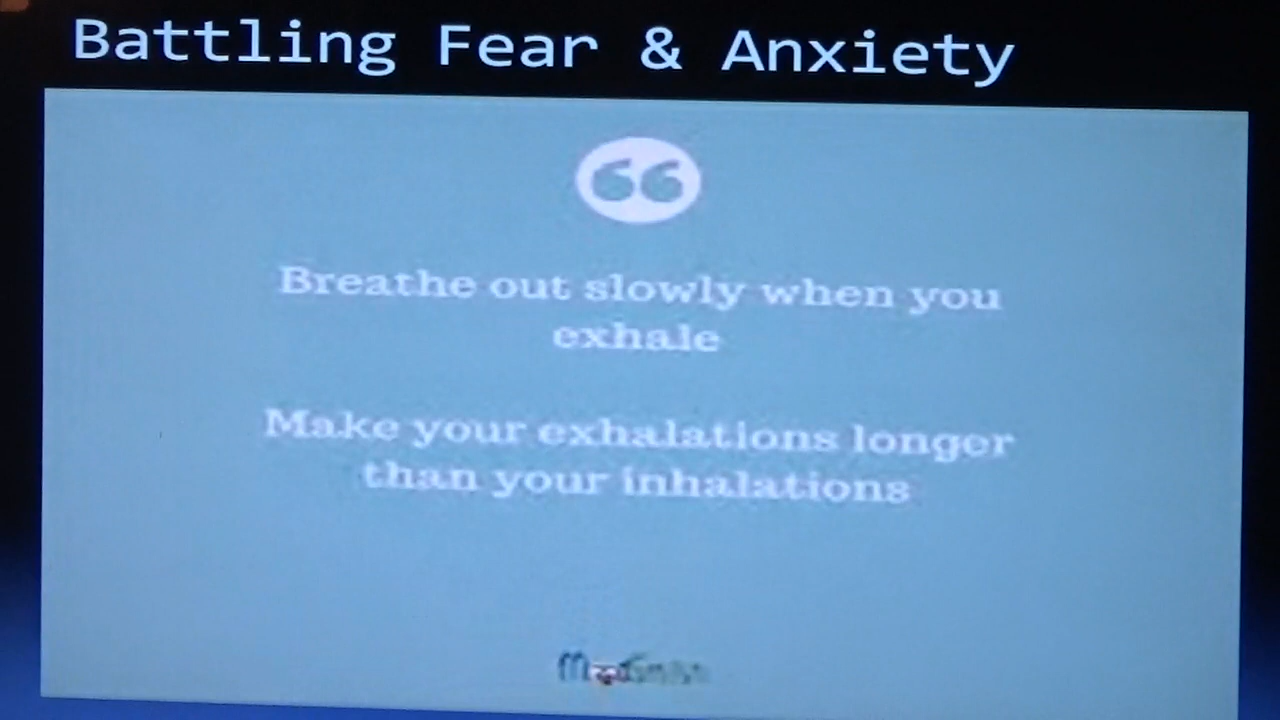 Battling Fear & Anxiety
Breathe out slowly when you
exhale
Make your exhalations longer
than your inhalations